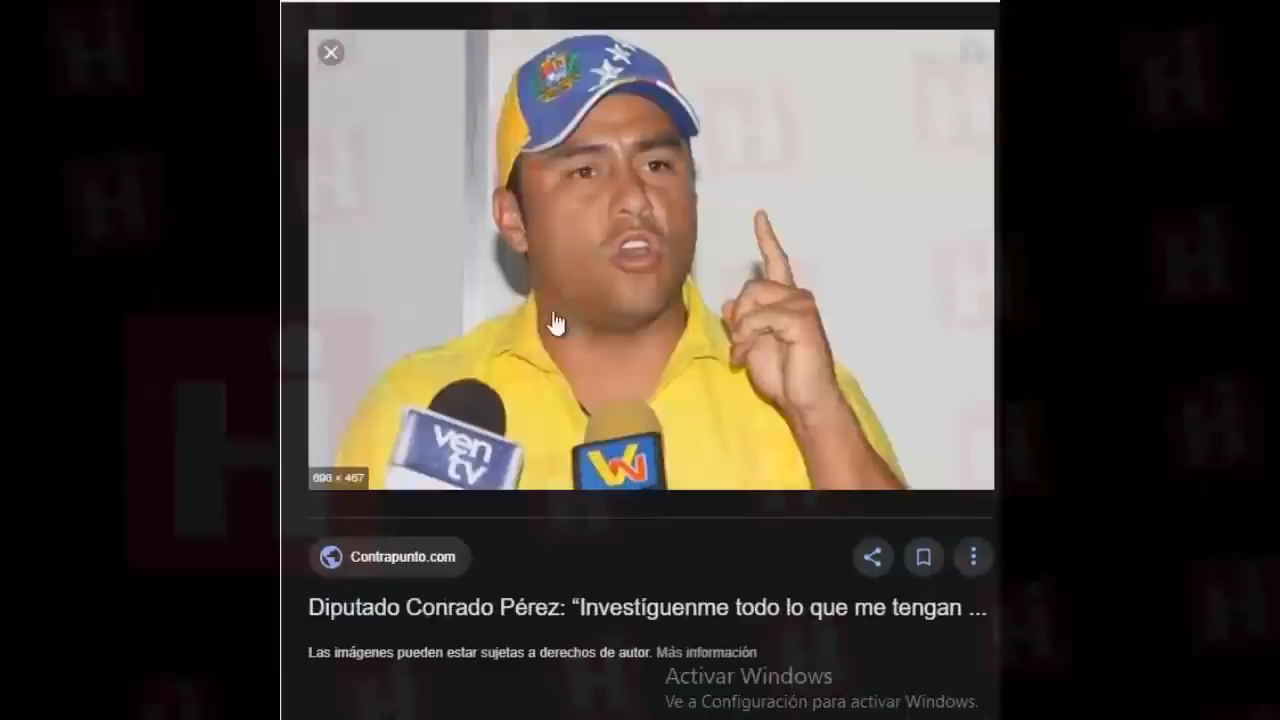 ven
tv
698 × 467
Contrapunto.com
Diputado Conrado Pérez: “Investíguenme todo lo que me tengan ...
Las imágenes pueden estar sujetas a derechos de autor. Más información
Activar Windows
Ve a Configuración para activar Windows.